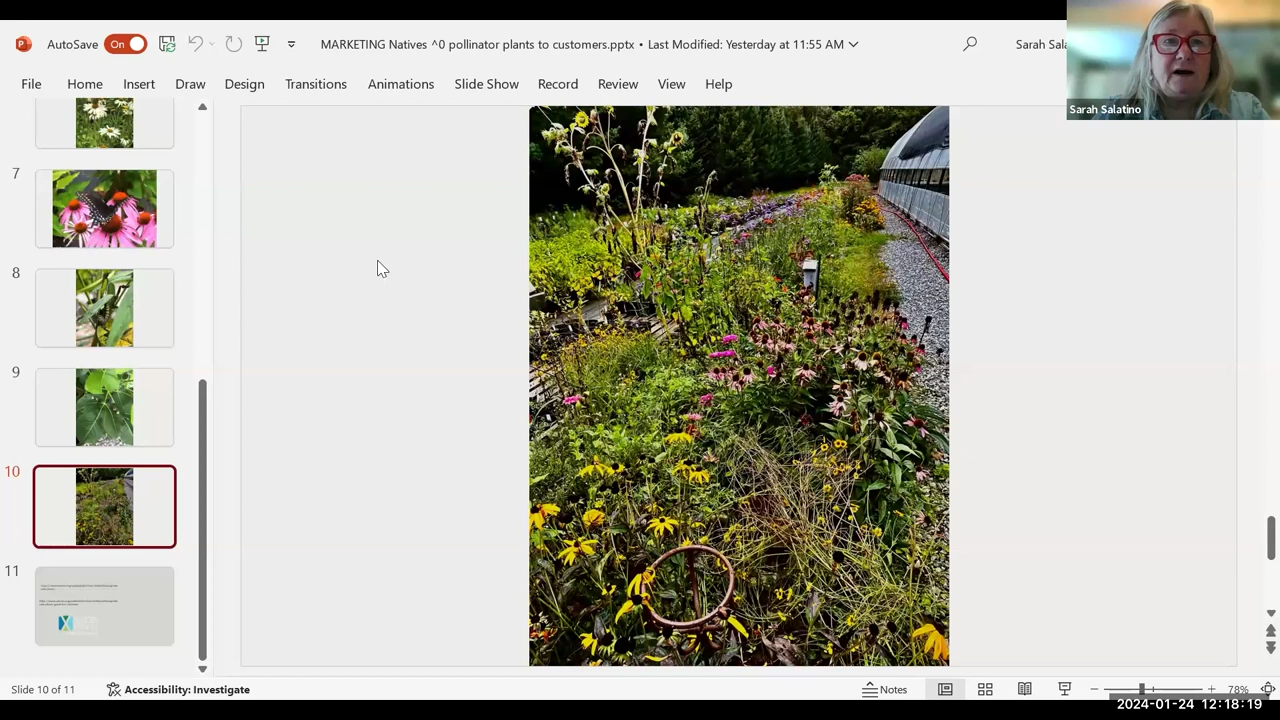 AutoSave On MARKETING Natives ^0 pollinator plants to customers.pptx • Last Modified: Yesterday at 11:55 AM Sarah Sala
File Home Insert Draw Design Transitions Animations Slide Show Record Review View Help
Sarah Salatino
7
8
9
10
11
Slide 10 of 11 Accessibility: Investigate Notes 78%
2024-01-24 12:18:19